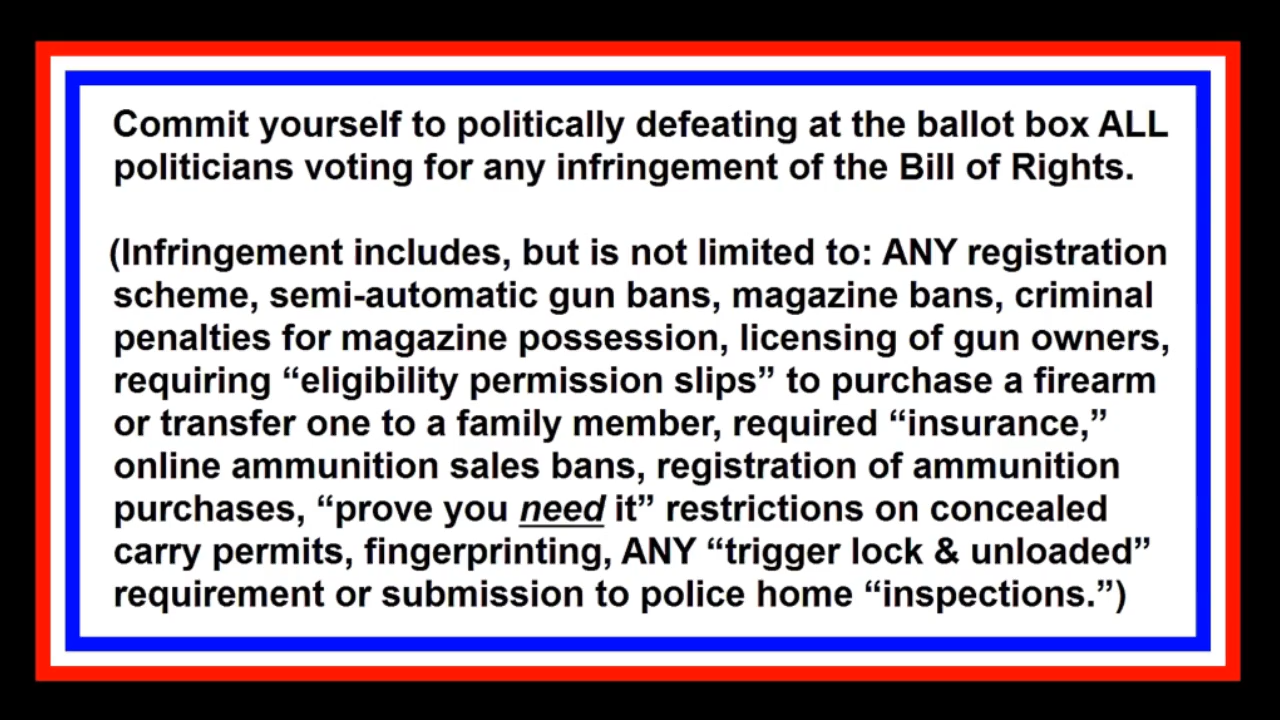 Commit yourself to politically defeating at the ballot box ALL
politicians voting for any infringement of the Bill of Rights.
(Infringement includes, but is not limited to: ANY registration
scheme, semi-automatic gun bans, magazine bans, criminal
penalties for magazine possession, licensing of gun owners,
requiring “eligibility permission slips” to purchase a firearm
or transfer one to a family member, required “insurance,”
online ammunition sales bans, registration of ammunition
purchases, “prove you need it” restrictions on concealed
carry permits, fingerprinting, ANY “trigger lock & unloaded”
requirement or submission to police home “inspections.”)